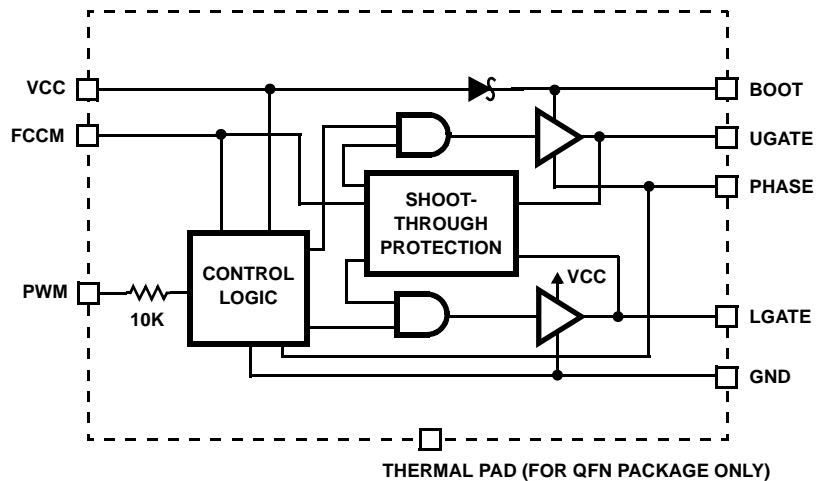 VCC
BOOT
FCCM
UGATE
PHASE
SHOOT-
THROUGH
PROTECTION
CONTROL
LOGIC
VCC
PWM
10K
LGATE
GND
THERMAL PAD (FOR QFN PACKAGE ONLY)